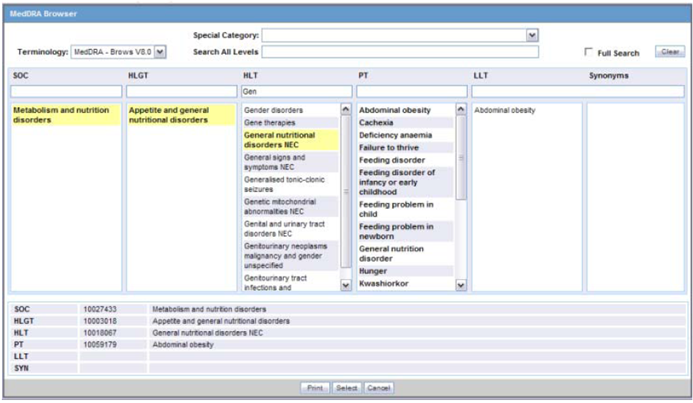 MedDRA Browser
Special Category:
Terminology: MedDRA - Brows V8.0 Search All Levels Full Search Clear
SOC HLGT HLT PT LLT Synonyms
Gen
Metabolism and nutrition
disorders
Appetite and general
nutritional disorders
Gender disorders
Gene therapies
General nutritional
disorders NEC
General signs and
symptoms NEC
Generalised tonic-clonic
seizures
Genetic mitochondrial
abnormalities NEC
Genital and urinary tract
disorders NEC
Genitourinary neoplasms
malignancy and gender
unspecified
Genitourinary tract
infections and
Abdominal obesity
Cachexia
Deficiency anaemia
Failure to thrive
Feeding disorder
Feeding disorder of
infancy or early
childhood
Feeding problem in
child
Feeding problem in
newborn
General nutrition
disorder
Hunger
Kwashiorkor
Abdominal obesity
SOC 10027433 Metabolism and nutrition disorders
HLGT 10003018 Appetite and general nutritional disorders
HLT 10018067 General nutritional disorders NEC
PT 10059179 Abdominal obesity
LLT
SYN
Print Select Cancel